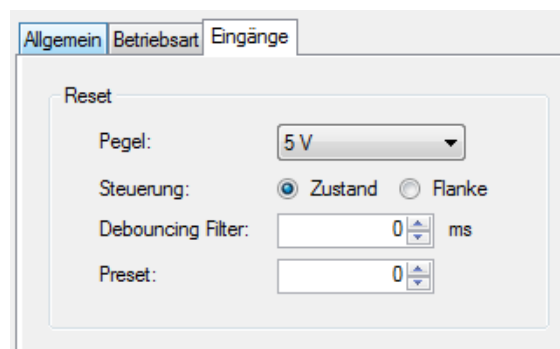 Allgemein Betriebsart Eingänge
Reset
Pegel: 5 V
Steuerung: Zustand Flanke
Debouncing Filter: 0 ms
Preset: 0